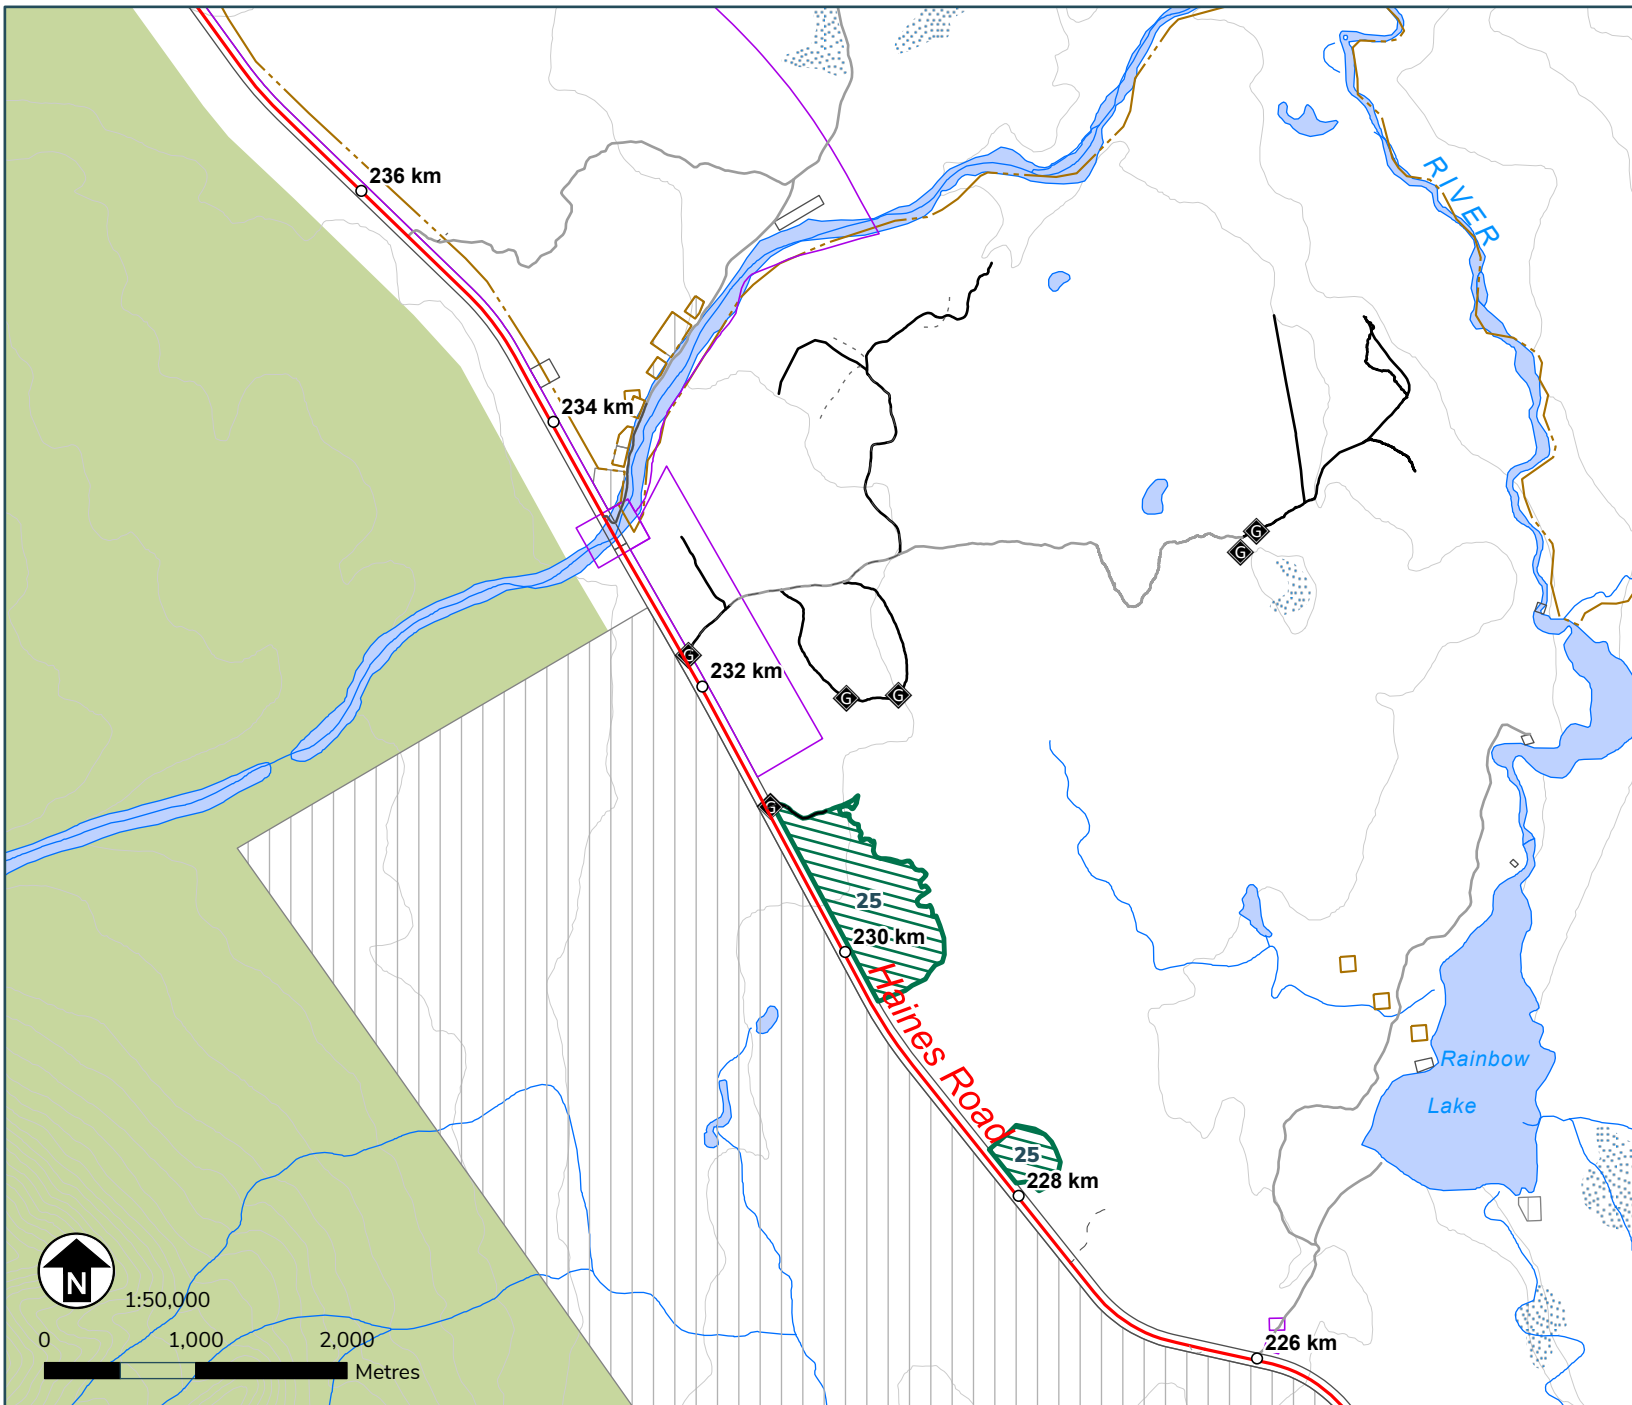 236 km
RIVER
234 km
G
G
G
232 km
G
G
G
25
230 km
Haines Road
Rainbow
Lake
25
228 km
N
1:50,000
0 1,000 2,000
Metres
226 km